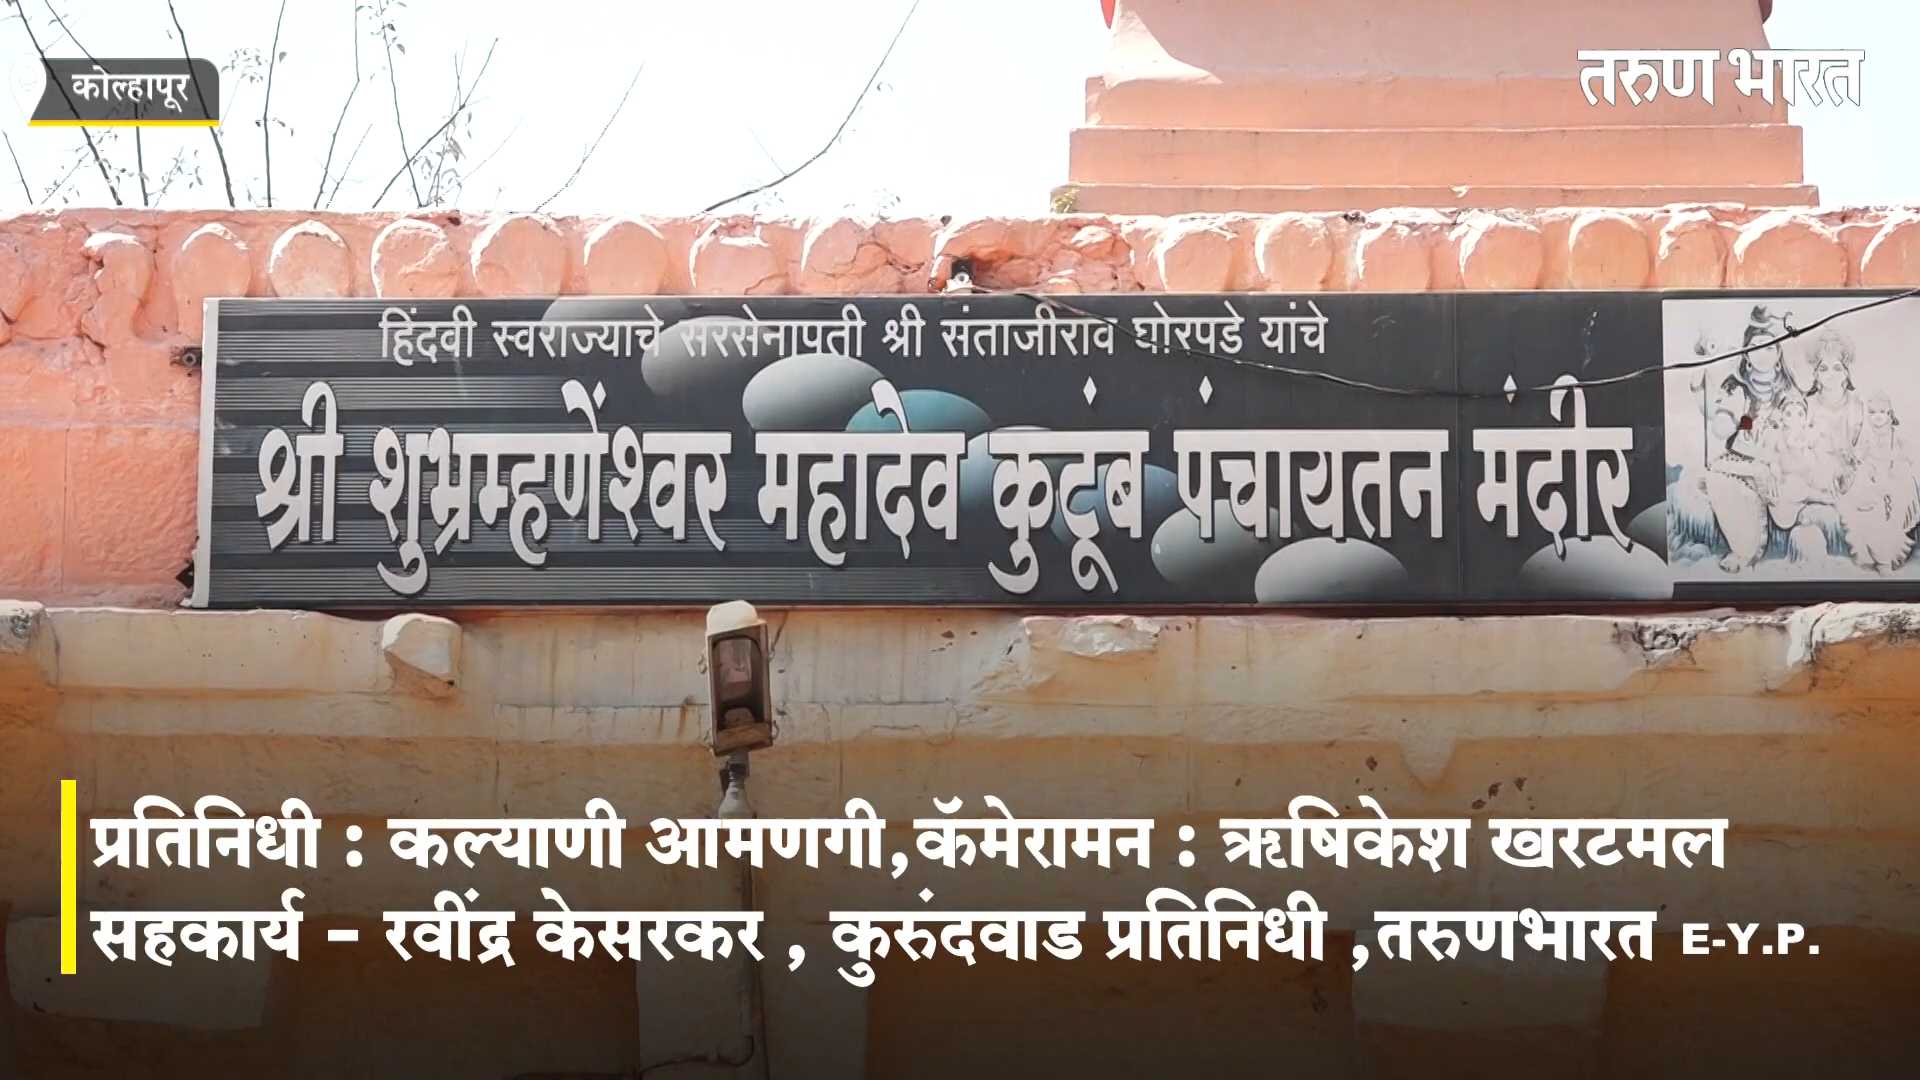 कोल्हापूर
तरुण भारत
हिंदवी स्वराज्याचे सरसेनापती श्री संताजीराव घोरपडे यांचे
श्री शुभ्रम्हणेंश्वर महादेव कुटूंब पंचायतन मंदीर
प्रतिनिधी : कल्याणी आमणगी,कॅमेरामन : ऋषिकेश खरटमल
सहकार्य - रवींद्र केसरकर , कुरुंदवाड प्रतिनिधी ,तरुणभारत E-Y.P.